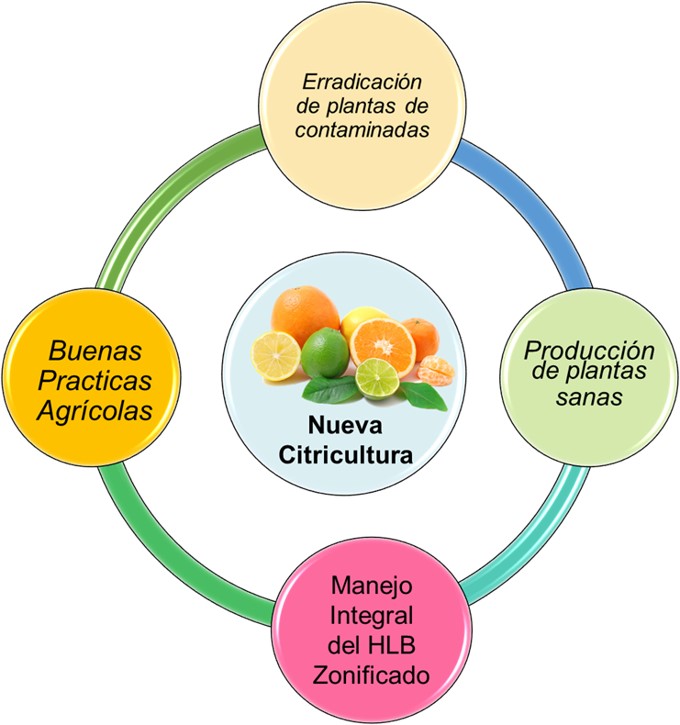 Erradicación
de plantas de
contaminadas
Buenas
Practicas
Agrícolas
Nueva
Citricultura
Producción
de plantas
sanas
Manejo
Integral
del HLB
Zonificado